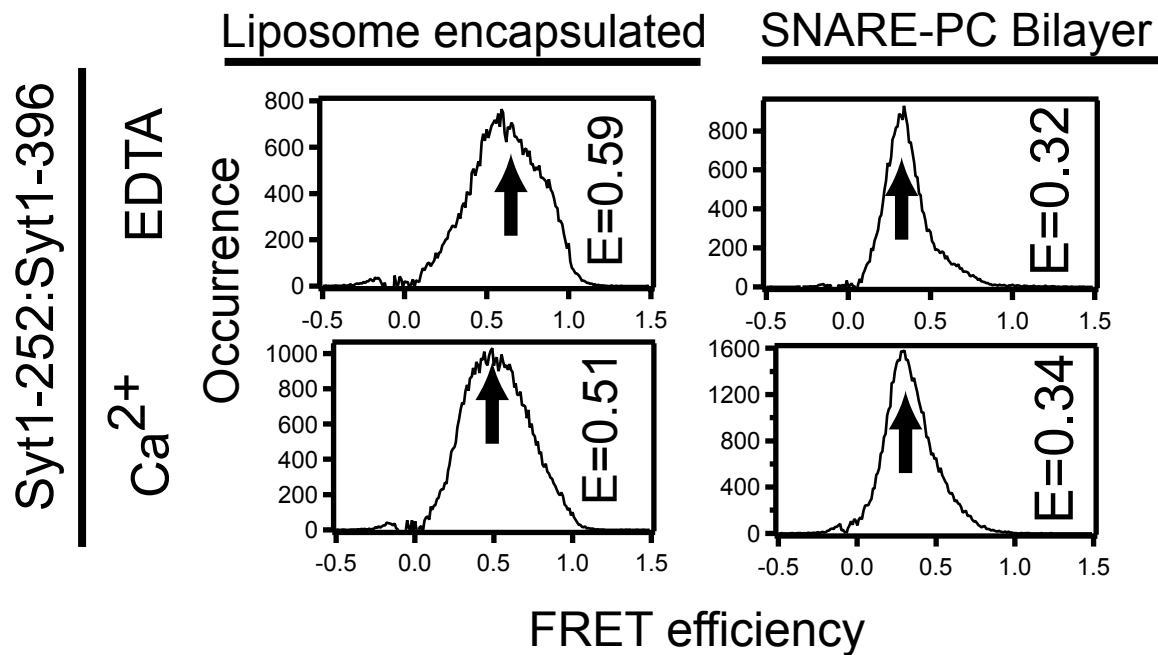 Liposome encapsulated
SNARE-PC Bilayer
Syt1-252:Syt1-396
EDTA
Ca2+
Occurrence
800
600
400
200
0
-0.5 0.0 0.5 1.0 1.5
E=0.59
800
600
400
200
0
-0.5 0.0 0.5 1.0 1.5
E=0.32
1000
800
600
400
200
0
-0.5 0.0 0.5 1.0 1.5
E=0.51
1600
1200
800
400
0
-0.5 0.0 0.5 1.0 1.5
E=0.34
FRET efficiency